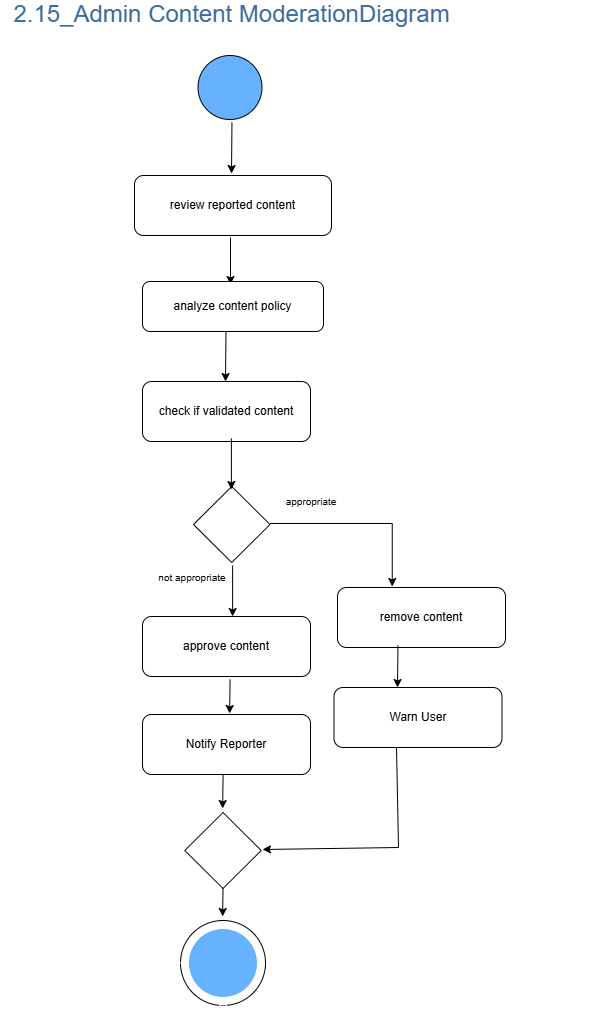 2.15_Admin Content ModerationDiagram
review reported content
analyze content policy
check if validated content
appropriate
not appropriate
remove content
approve content
Warn User
Notify Reporter